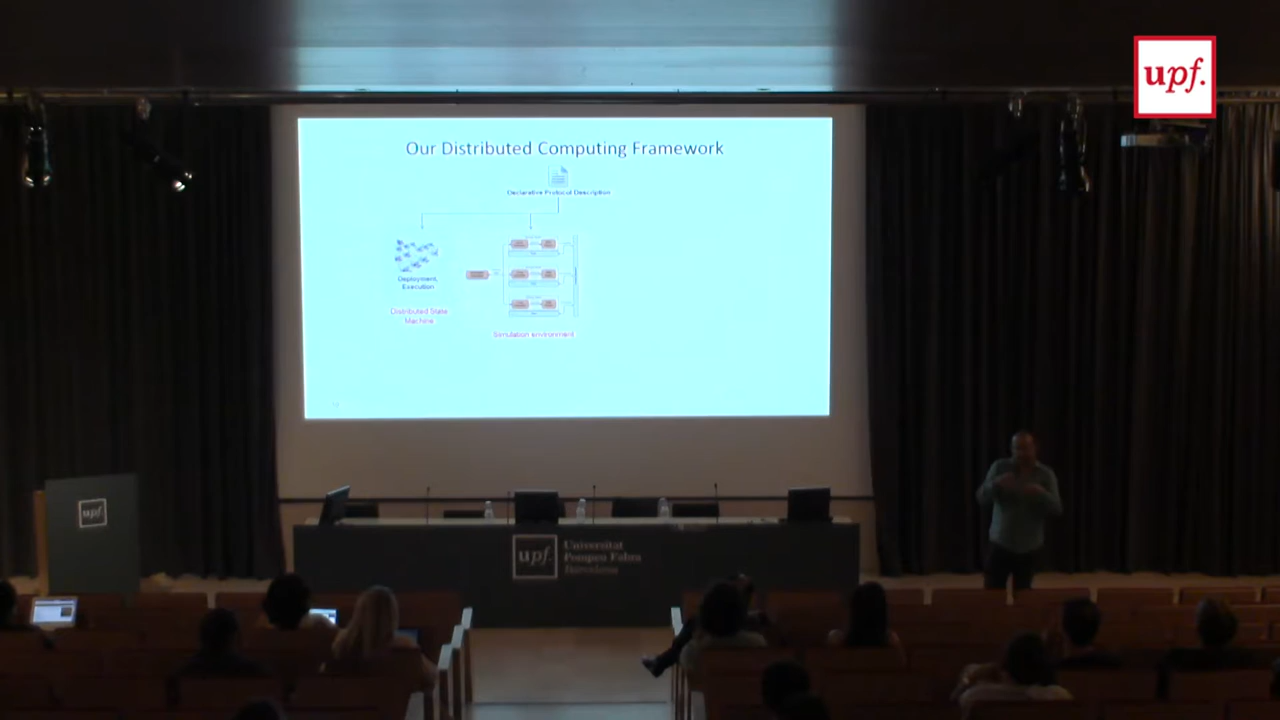 upf.
Our Distributed Computing Framework
Declarative Protocol Description
Deployment,
Execution
Distributed State
Machine
Simulation environment
upf.
upf.
Universitat
Pompeu Fabra
Barcelona